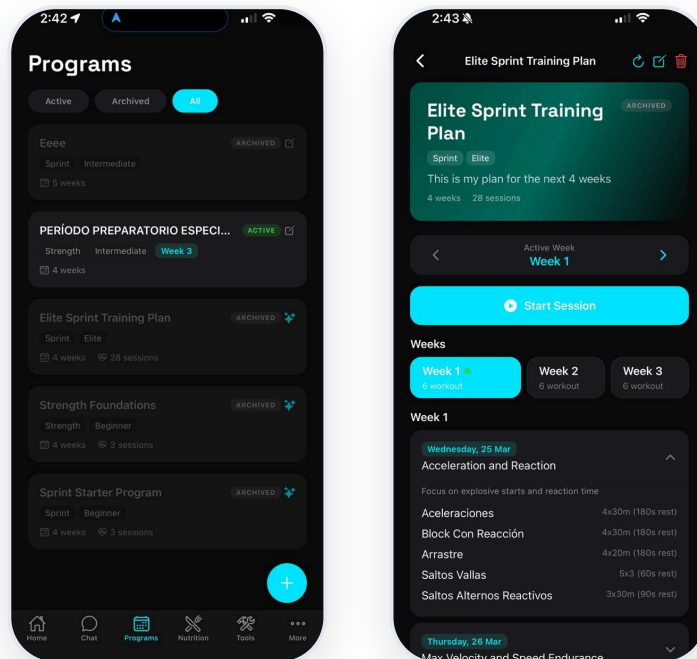 2:42
Programs
Active
Archived
All
Eeee
ARCHIVED
Sprint Intermediate
5 weeks
PERÍODO PREPARATORIO ESPECI...
ACTIVE
Strength Intermediate Week 3
4 weeks
Elite Sprint Training Plan
ARCHIVED
Sprint Elite
4 weeks 28 sessions
Strength Foundations
ARCHIVED
Strength Beginner
4 weeks 3 sessions
Sprint Starter Program
ARCHIVED
Sprint Beginner
4 weeks 3 sessions
+
Home Chat Programs Nutrition Tools More
2:43
Elite Sprint Training Plan
Elite Sprint Training
Plan
ARCHIVED
Sprint Elite
This is my plan for the next 4 weeks
4 weeks 28 sessions
Active Week
Week 1
Start Session
Weeks
Week 1 Week 2 Week 3
6 workout 6 workout 6 workout
Week 1
Wednesday, 25 Mar
Acceleration and Reaction
Focus on explosive starts and reaction time
Aceleraciones 4x30m (180s rest)
Block Con Reacción 4x30m (180s rest)
Arrastre 4x20m (180s rest)
Saltos Vallas 5x3 (60s rest)
Saltos Alternos Reactivos 3x30m (90s rest)
Thursday, 26 Mar
Max Velocity and Speed Endurance